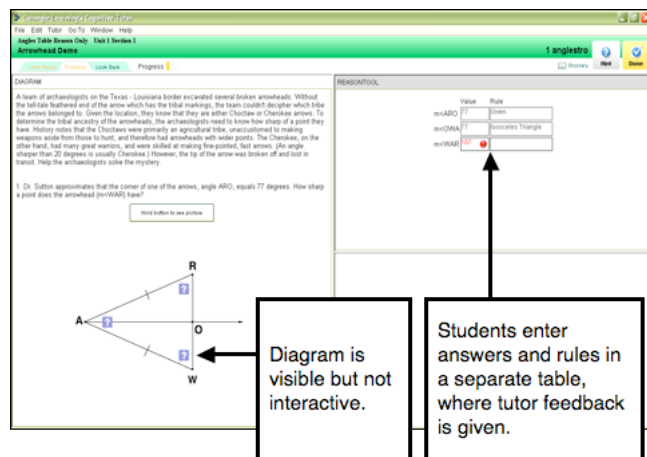 Carnegie Learning's Cognitive Tutor
File Edit Tutor GoTo Window Help
Angles Table Reason Only Unit 1 Section 1
Arrowhead Demo
1 anglestro
Look Back
Progress
Glossary
Hint
Done
DIAGRAM
A team of archaeologists on the Texas - Louisiana border excavated several broken arrowheads. Without
the tell-tale feathered end of the arrow which has the tribal markings, the team couldn't decipher which tribe
the arrows belonged to. Given the location, they know that they are either Choctaw or Cherokee arrows. To
determine the tribal ancestry of the arrowheads, the archaeologists need to know how sharp of a point they
have. History notes that the Choctaws were primarily an agricultural tribe, unaccustomed to making
weapons aside from those to hunt, and therefore had arrowheads with wider points. The Cherokee, on the
other hand, had many great warriors, and were skilled at making fine-pointed, fast arrows. (An angle
sharper than 20 degrees is usually Cherokee.) However, the tip of the arrow was broken off and lost in
transit. Help the archaeologists solve the mystery.
1. Dr. Sutton approximates that the corner of one of the arrows, angle ARO, equals 77 degrees. How sharp
a point does the arrowhead (m<WAR) have?
Hold button to see picture
R
?
A
?
O
?
W
REASONTOOL
Value Rule
m<ARO 77 Given
m<OWA 77 Isosceles Triangle
m<WAR 107
Diagram is
visible but not
interactive.
Students enter
answers and rules in
a separate table,
where tutor feedback
is given.